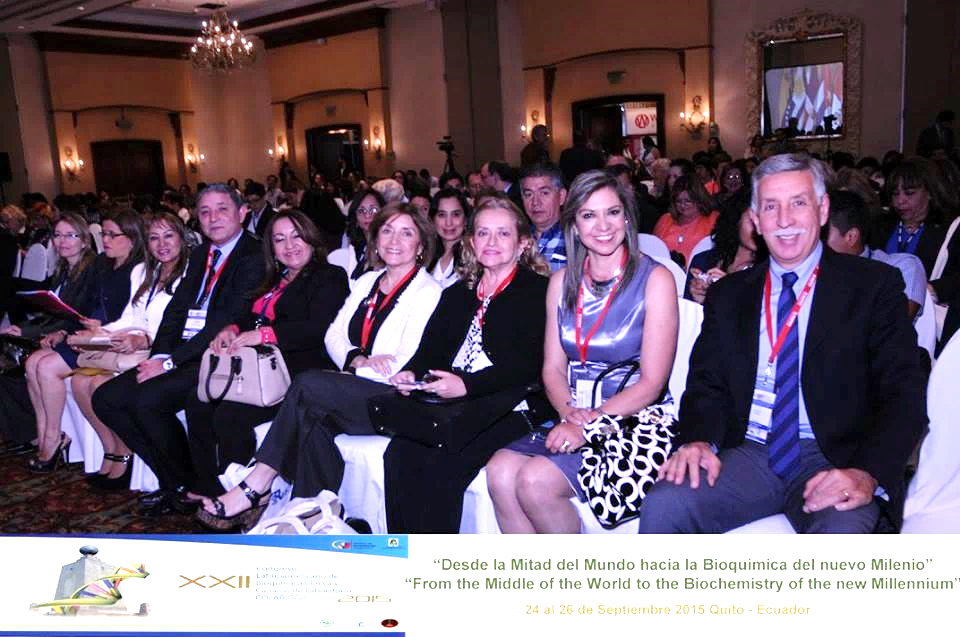 W
XXII
Congreso
2015
“Desde la Mitad del Mundo hacia la Bioquimica del nuevo Milenio”
“From the Middle of the World to the Biochemistry of the new Millennium”
24 al 26 de Septiembre 2015 Quito - Ecuador